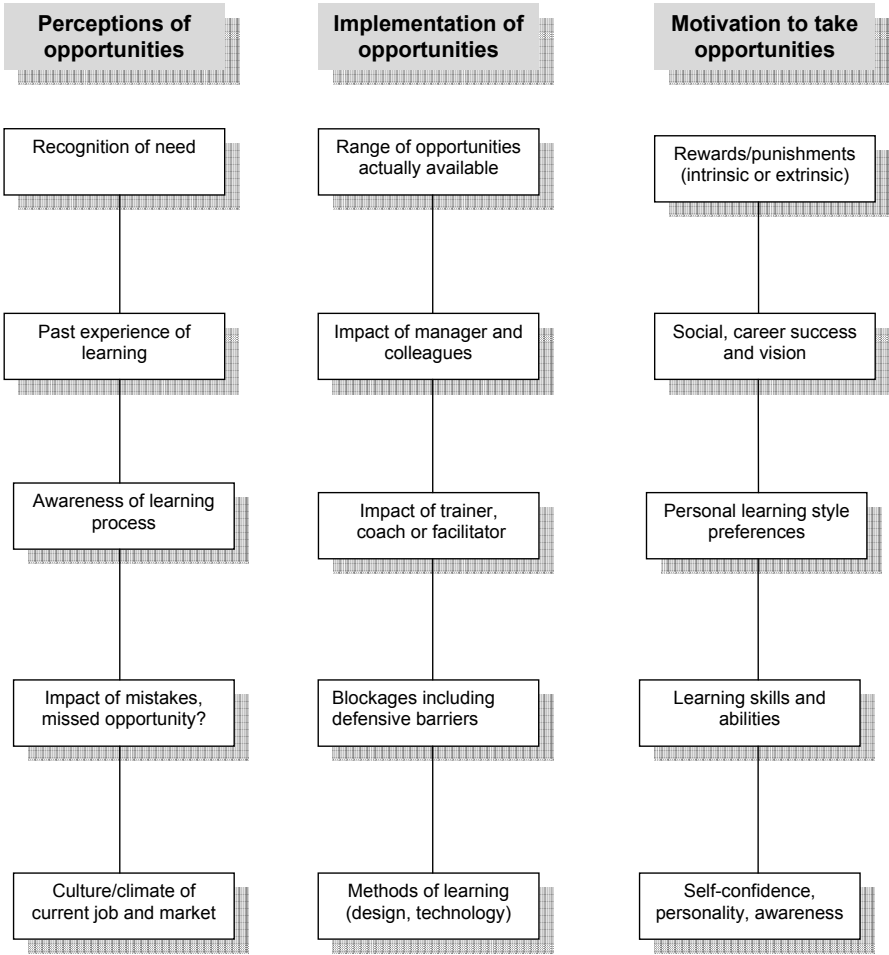 Perceptions of
opportunities
Recognition of need
Past experience of
learning
Awareness of learning
process
Impact of mistakes,
missed opportunity?
Culture/climate of
current job and market
Implementation of
opportunities
Range of opportunities
actually available
Impact of manager and
colleagues
Impact of trainer,
coach or facilitator
Blockages including
defensive barriers
Methods of learning
(design, technology)
Motivation to take
opportunities
Rewards/punishments
(intrinsic or extrinsic)
Social, career success
and vision
Personal learning style
preferences
Learning skills and
abilities
Self-confidence,
personality, awareness